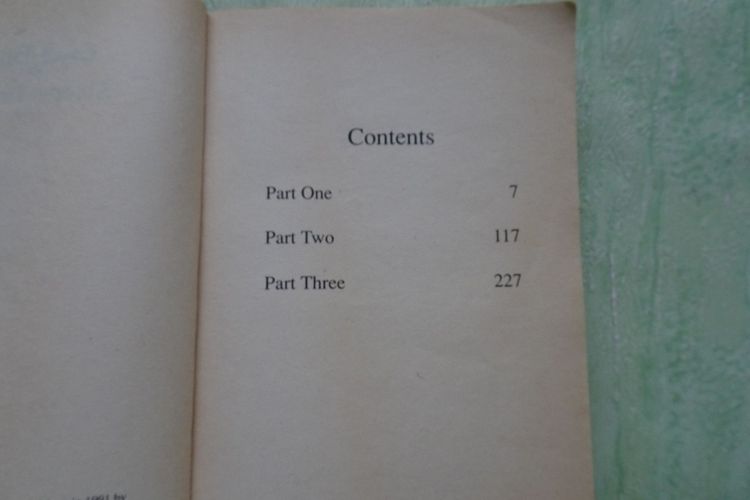 Contents
Part One 7
Part Two 117
Part Three 227